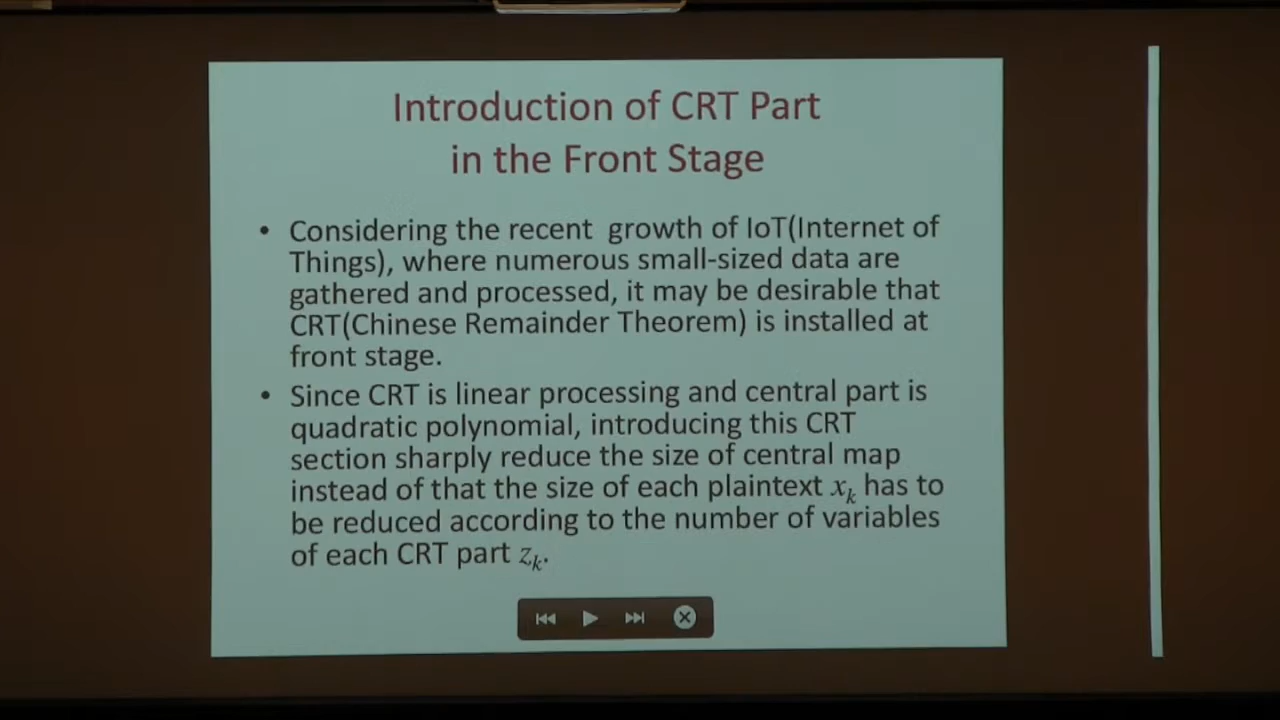 Introduction of CRT Part
in the Front Stage
• Considering the recent growth of IoT(Internet of
Things), where numerous small-sized data are
gathered and processed, it may be desirable that
CRT(Chinese Remainder Theorem) is installed at
front stage.
• Since CRT is linear processing and central part is
quadratic polynomial, introducing this CRT
section sharply reduce the size of central map
instead of that the size of each plaintext xₖ has to
be reduced according to the number of variables
of each CRT part zₖ.